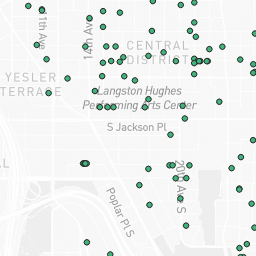 11th Ave
14th Ave
CENTRAL
DISTRICT
YESLER
TERRACE
Langston Hughes
Performing Arts Center
S Jackson Pl
20th Ave S
Poplar Pl S